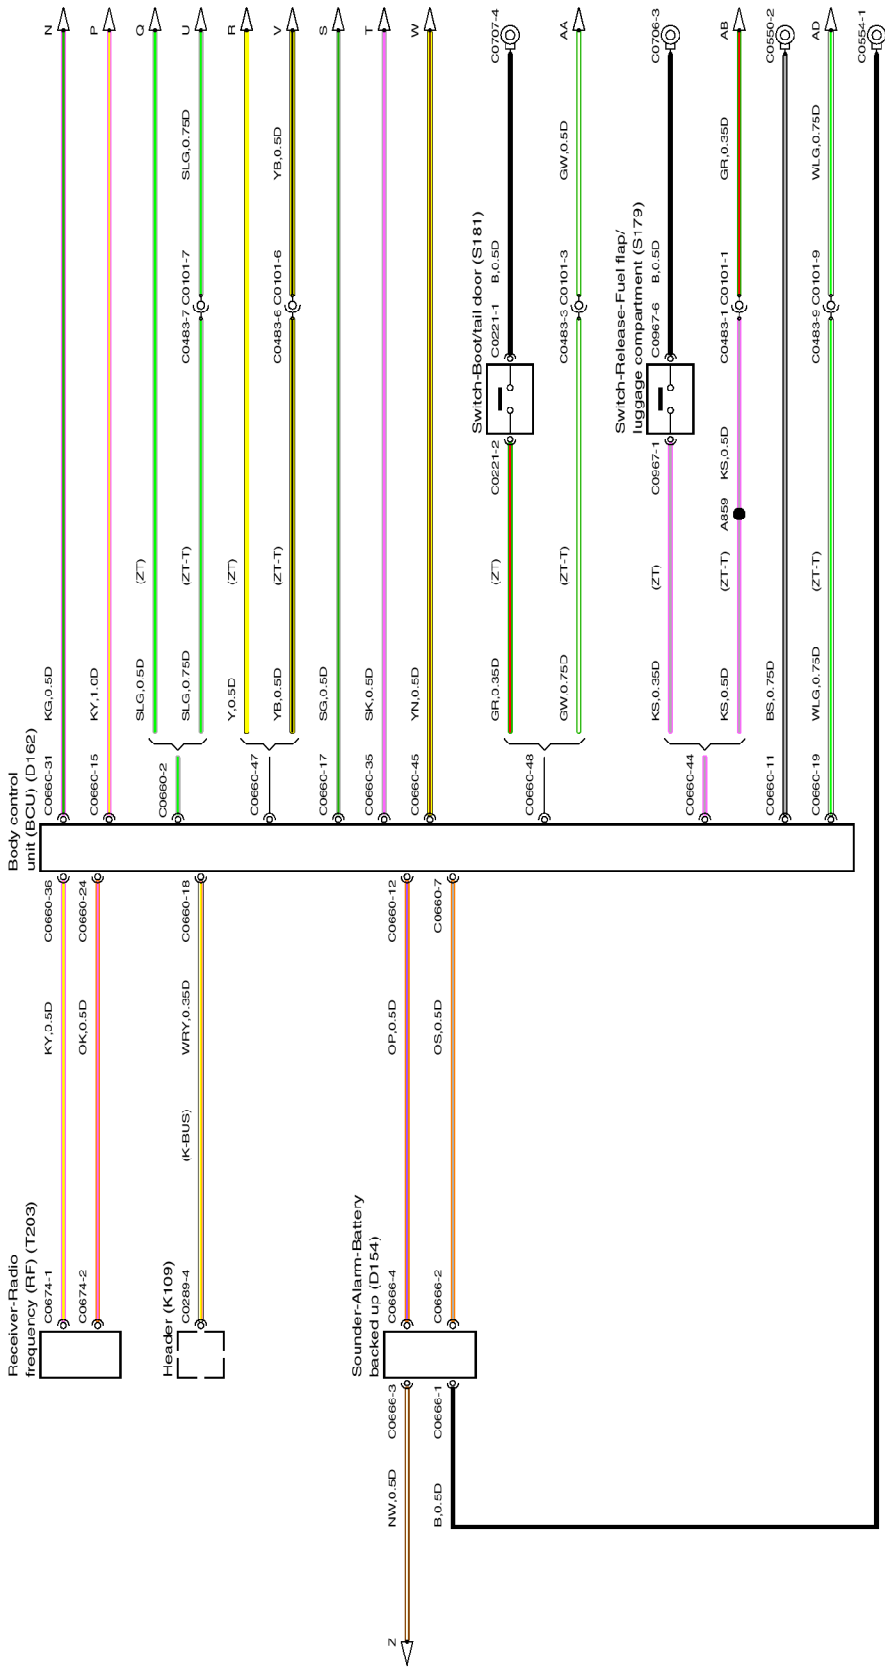 Body control
unit (BCU) (D162)
C0660-31
KG,0.5D
N
C0660-15
KY,1.0D
P
C0660-2
SLG,0.5D
(ZT)
Q
SLG,0.75D
(ZT-T)
C0483-7
C0101-7
SLG,0.75D
U
C0660-47
Y,0.5D
(ZT)
R
YB,0.5D
(ZT-T)
C0483-6
C0101-6
YB,0.5D
V
C0660-17
SG,0.5D
S
C0660-35
SK,0.5D
T
C0660-45
YN,0.5D
W
Switch-Boot/tail door (S181)
C0660-48
GR,0.35D
(ZT)
C0221-2
C0221-1
B,0.5D
C0707-4
GW,0.75D
(ZT-T)
C0483-3
C0101-3
GW,0.5D
AA
Switch-Release-Fuel flap/
luggage compartment (S179)
C0660-44
KS,0.35D
(ZT)
C0967-1
C0967-6
B,0.5D
C0706-3
KS,0.5D
(ZT-T)
A859
KS,0.5D
C0483-1
C0101-1
GR,0.35D
AB
C0660-11
BS,0.75D
C0550-2
C0660-19
WLG,0.75D
(ZT-T)
C0483-9
C0101-9
WLG,0.75D
AD
C0554-1
Receiver-Radio
frequency (RF) (T203)
C0674-1
KY,0.5D
C0660-36
C0674-2
OK,0.5D
C0660-24
Header (K109)
C0289-4
(K-BUS)
WRY,0.35D
C0660-18
Sounder-Alarm-Battery
backed up (D154)
C0666-4
OP,0.5D
C0660-12
C0666-2
OS,0.5D
C0660-7
Z
NW,0.5D
C0666-3
B,0.5D
C0666-1